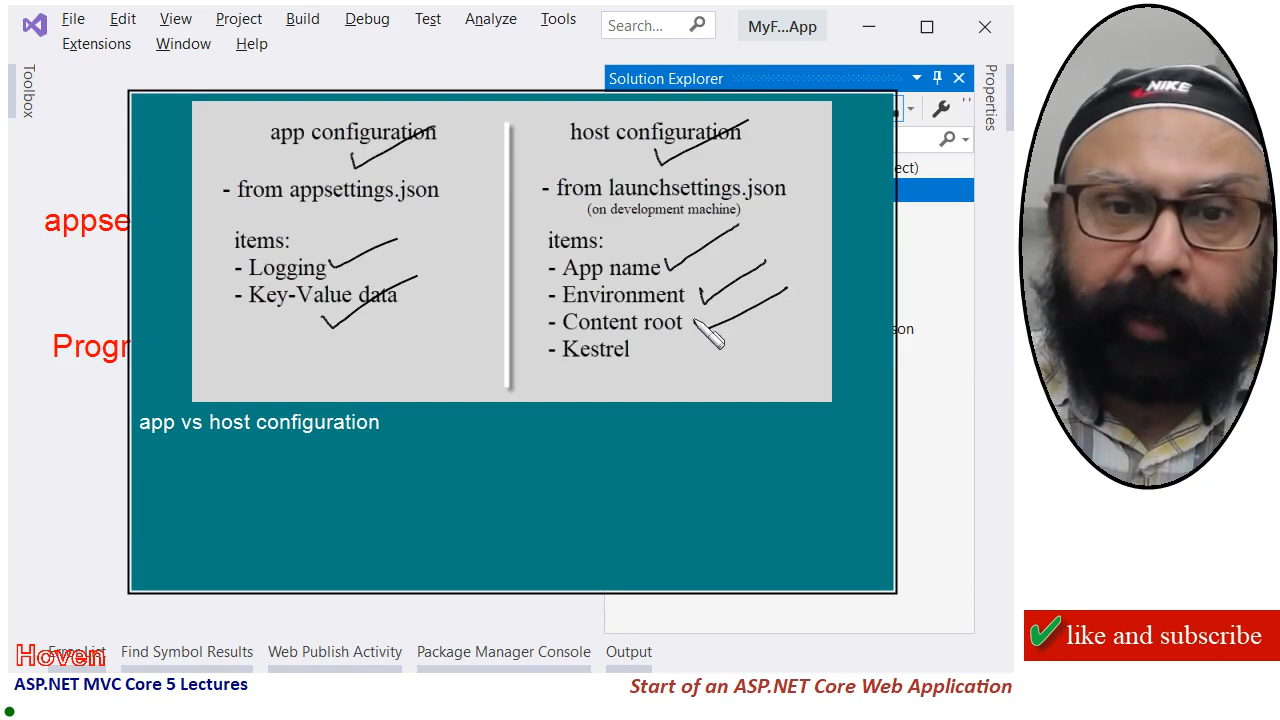 File Edit View Project Build Debug Test Analyze Tools
Extensions Window Help
Search...
MyF...App
Toolbox
Solution Explorer
Properties
ect)
on
appse
Progr
app configuration
- from appsettings.json
items:
- Logging
- Key-Value data
host configuration
- from launchsettings.json
(on development machine)
items:
- App name
- Environment
- Content root
- Kestrel
app vs host configuration
NIKE
like and subscribe
Hoven
Error List Find Symbol Results Web Publish Activity Package Manager Console Output
ASP.NET MVC Core 5 Lectures
Start of an ASP.NET Core Web Application